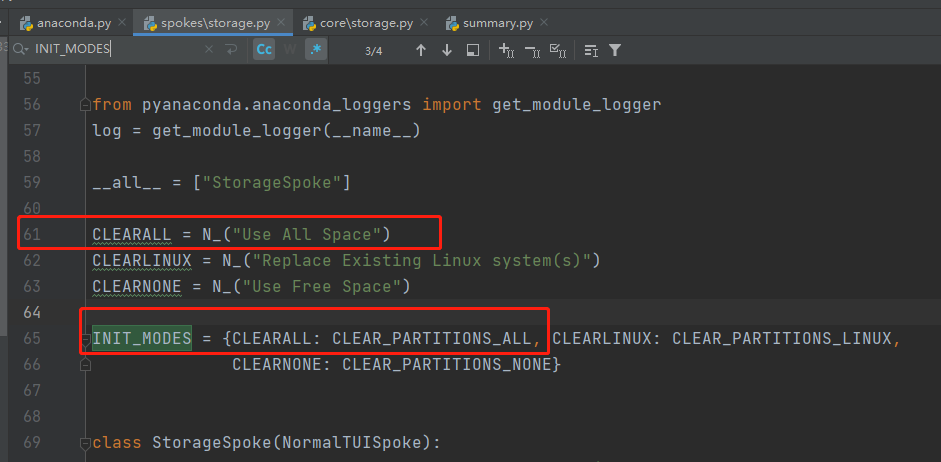 anaconda.py spokes\storage.py core\storage.py summary.py
INIT_MODES Cc W .* 3/4
55
56 from pyanaconda.anaconda_loggers import get_module_logger
57 log = get_module_logger(__name__)
58
59 __all__ = ["StorageSpoke"]
60
61 CLEARALL = N_("Use All Space")
62 CLEARLINUX = N_("Replace Existing Linux system(s)")
63 CLEARNONE = N_("Use Free Space")
64
65 INIT_MODES = {CLEARALL: CLEAR_PARTITIONS_ALL, CLEARLINUX: CLEAR_PARTITIONS_LINUX,
66 CLEARNONE: CLEAR_PARTITIONS_NONE}
67
68
69 class StorageSpoke(NormalTUISpoke):